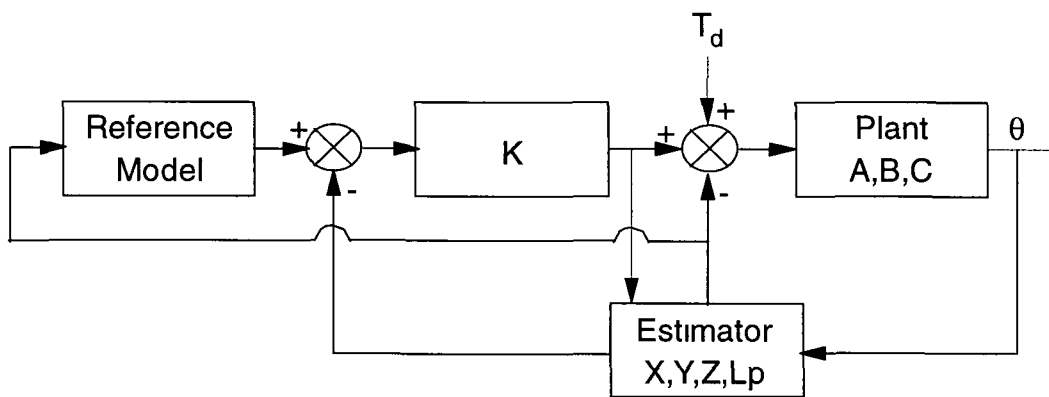 T_d
Reference
Model
+
-
K
+
+
-
Plant
A,B,C
θ
Estimator
X,Y,Z,Lp